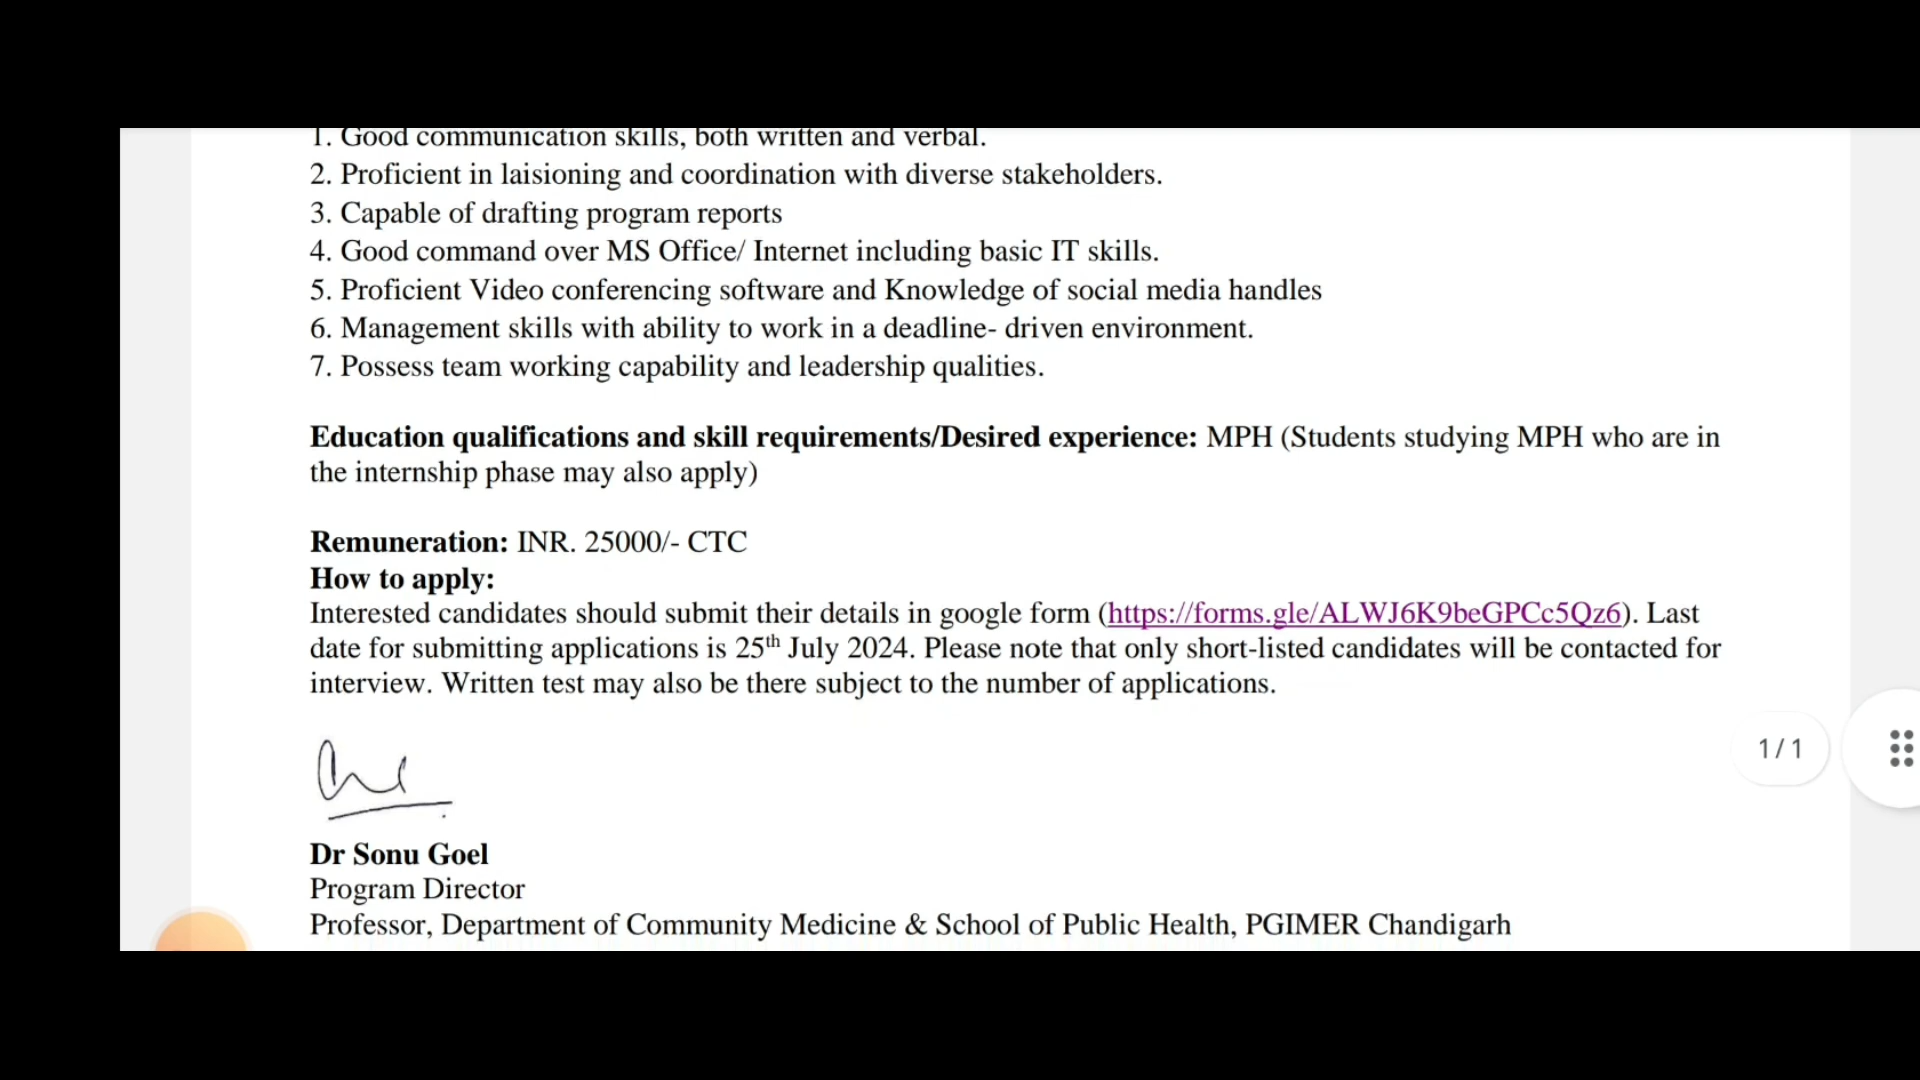 1. Good communication skills, both written and verbal.
2. Proficient in laisioning and coordination with diverse stakeholders.
3. Capable of drafting program reports
4. Good command over MS Office/ Internet including basic IT skills.
5. Proficient Video conferencing software and Knowledge of social media handles
6. Management skills with ability to work in a deadline- driven environment.
7. Possess team working capability and leadership qualities.
Education qualifications and skill requirements/Desired experience: MPH (Students studying MPH who are in
the internship phase may also apply)
Remuneration: INR. 25000/- CTC
How to apply:
Interested candidates should submit their details in google form (https://forms.gle/ALWJ6K9beGPCc5Qz6). Last
date for submitting applications is 25th July 2024. Please note that only short-listed candidates will be contacted for
interview. Written test may also be there subject to the number of applications.
1 / 1
Dr Sonu Goel
Program Director
Professor, Department of Community Medicine & School of Public Health, PGIMER Chandigarh